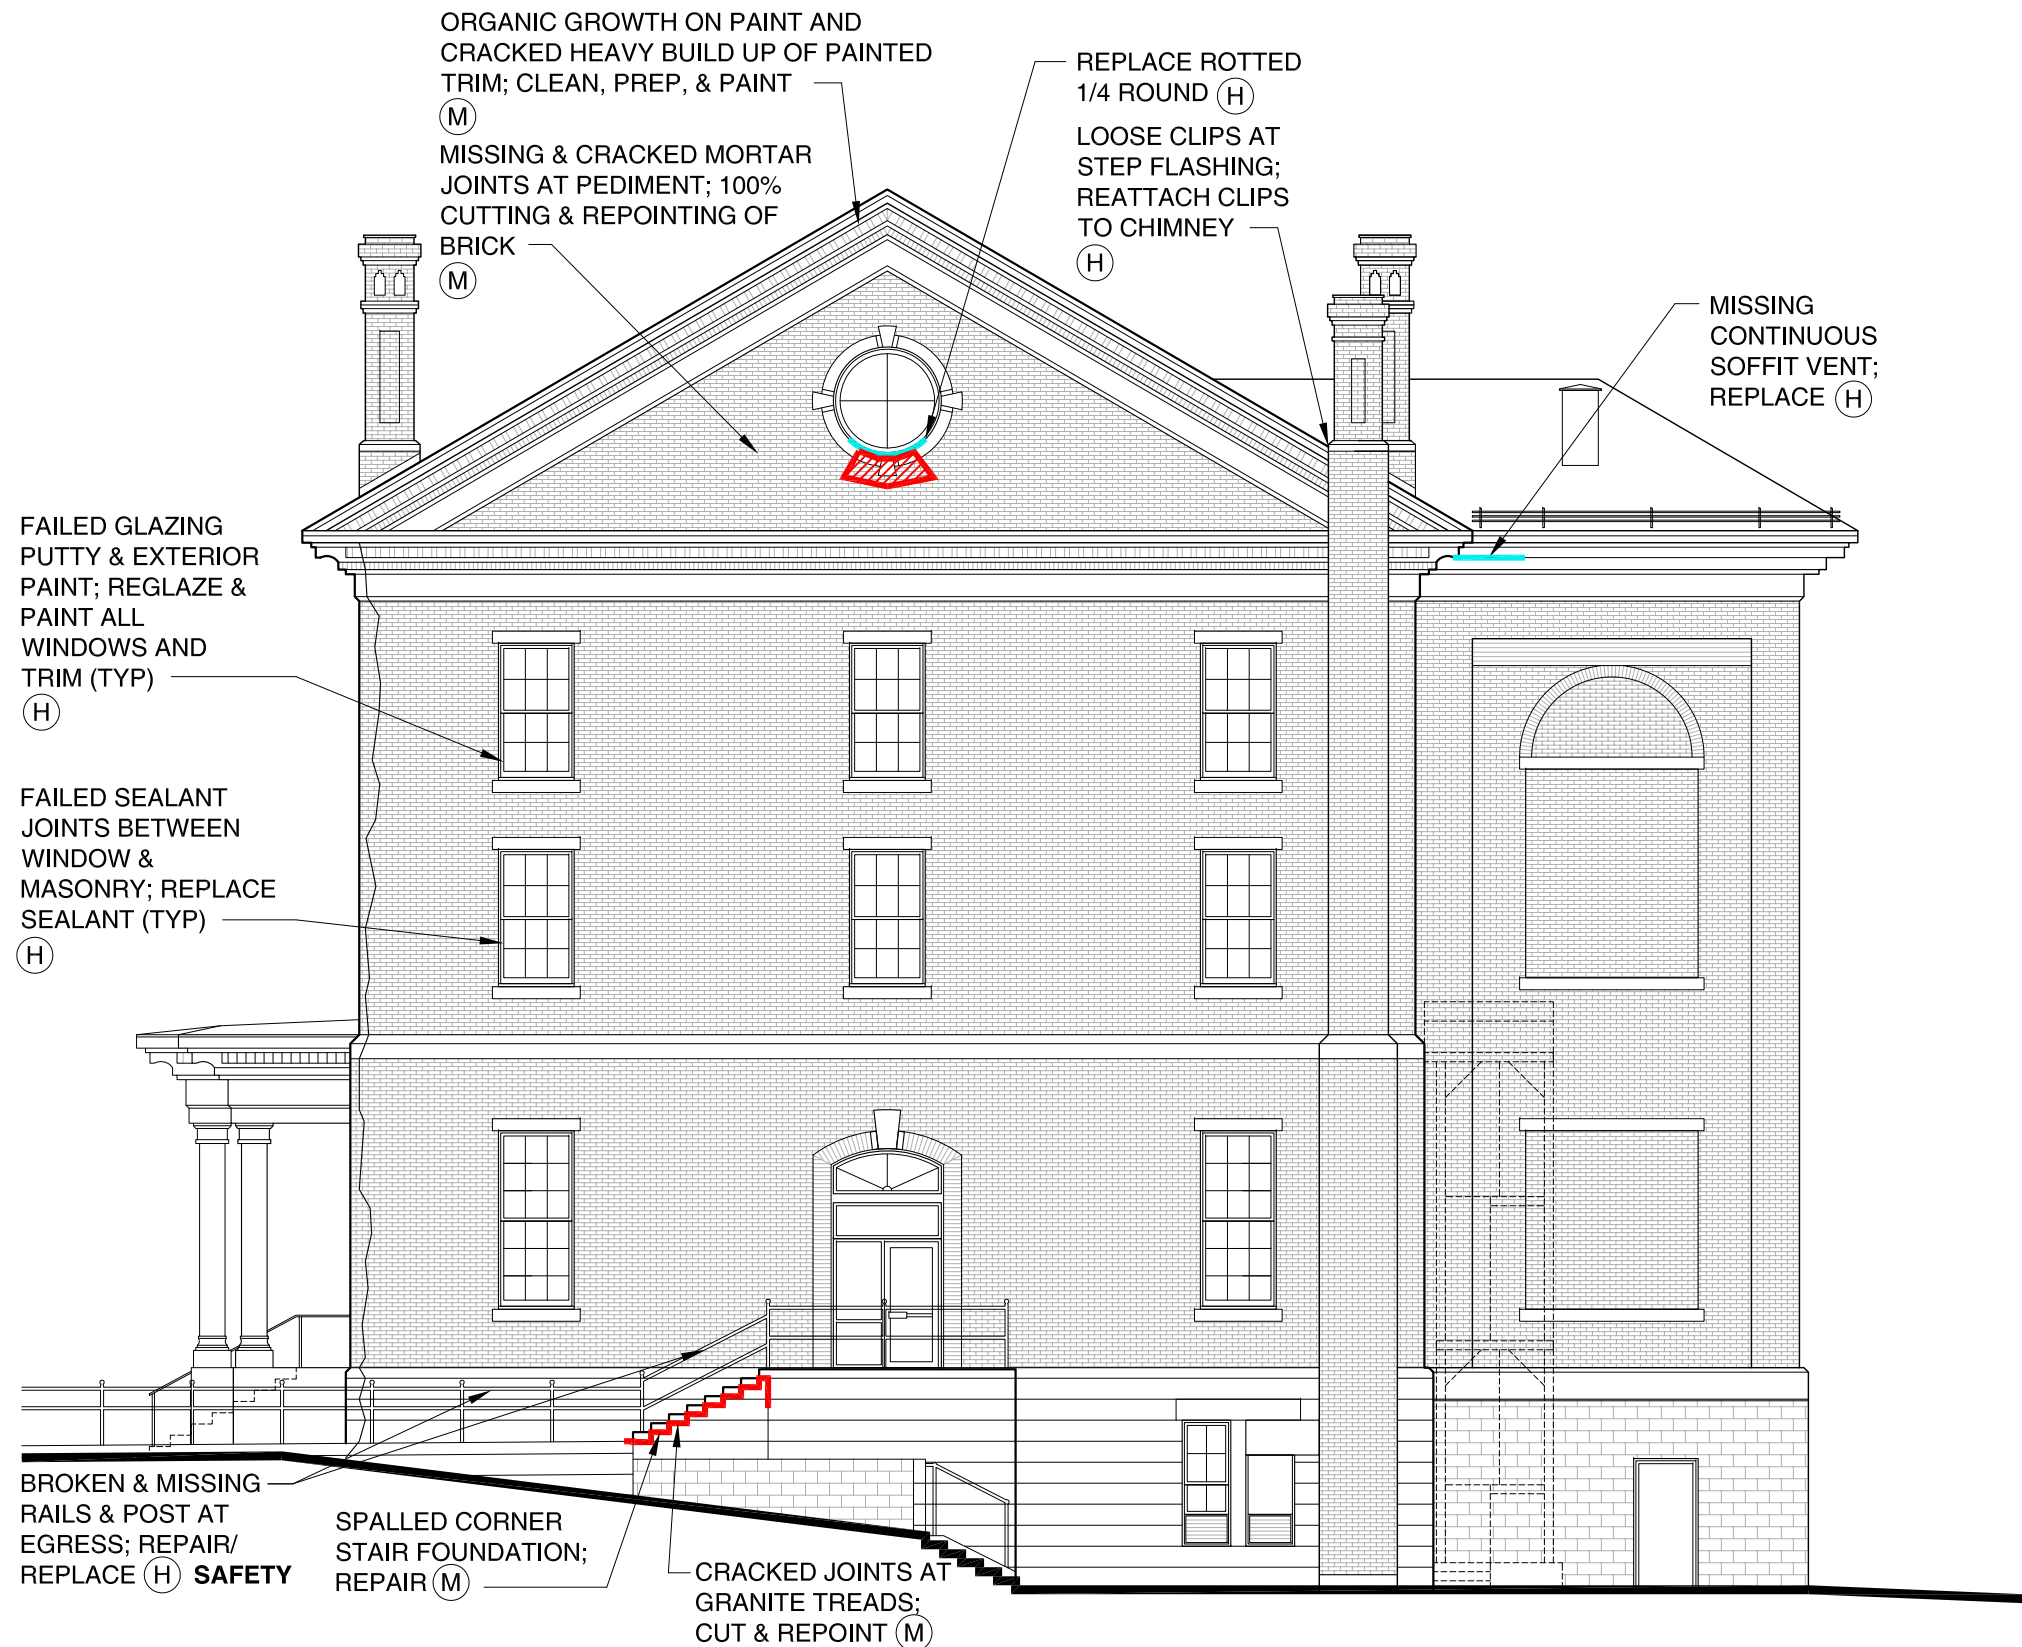 ORGANIC GROWTH ON PAINT AND
CRACKED HEAVY BUILD UP OF PAINTED
TRIM; CLEAN, PREP, & PAINT
M
MISSING & CRACKED MORTAR
JOINTS AT PEDIMENT; 100%
CUTTING & REPOINTING OF
BRICK
M
REPLACE ROTTED
1/4 ROUND H
LOOSE CLIPS AT
STEP FLASHING;
REATTACH CLIPS
TO CHIMNEY
H
MISSING
CONTINUOUS
SOFFIT VENT;
REPLACE H
FAILED GLAZING
PUTTY & EXTERIOR
PAINT; REGLAZE &
PAINT ALL
WINDOWS AND
TRIM (TYP)
H
FAILED SEALANT
JOINTS BETWEEN
WINDOW &
MASONRY; REPLACE
SEALANT (TYP)
H
BROKEN & MISSING
RAILS & POST AT
EGRESS; REPAIR/
REPLACE H SAFETY
SPALLED CORNER
STAIR FOUNDATION;
REPAIR M
CRACKED JOINTS AT
GRANITE TREADS;
CUT & REPOINT M